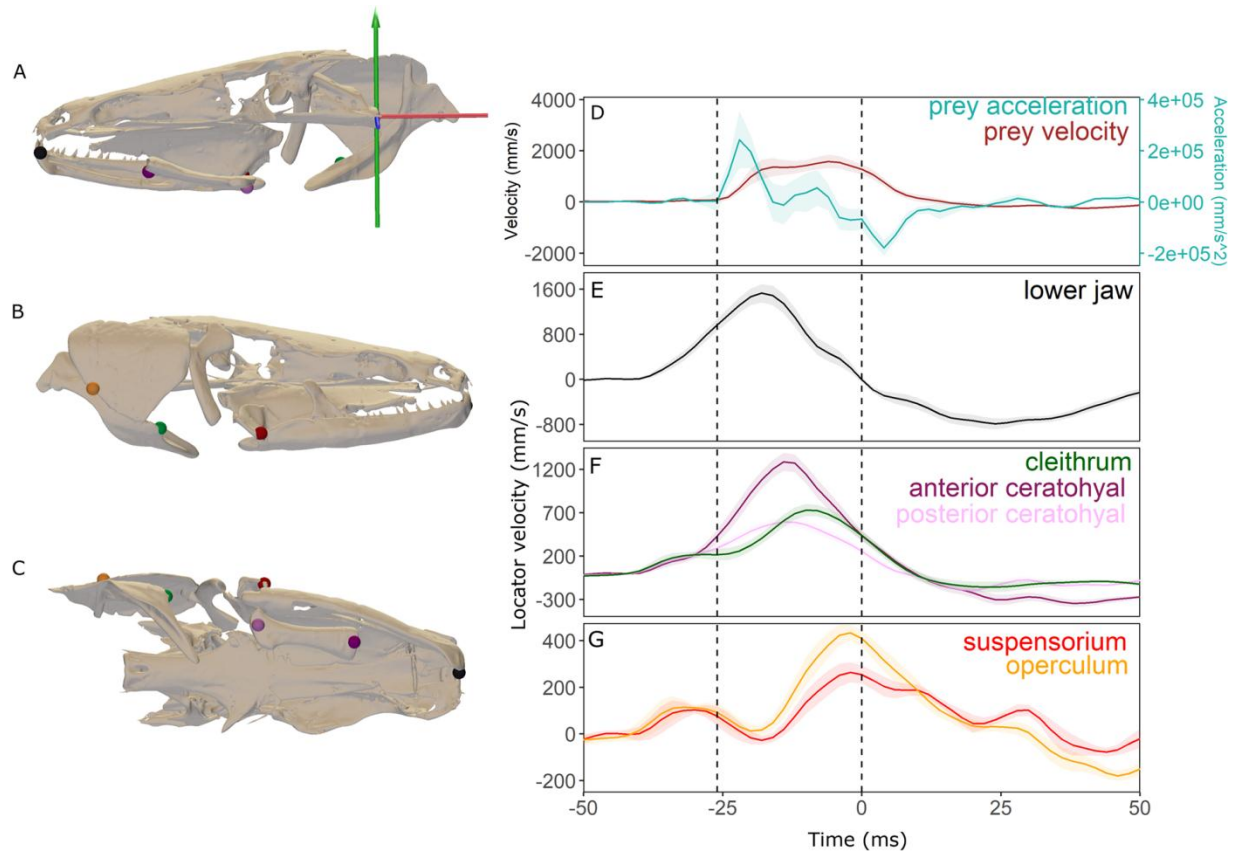 A
B
C
D
prey acceleration
prey velocity
4000
2000
0
-2000
Velocity (mm/s)
4e+05
2e+05
0e+00
-2e+05
Acceleration (mm/s^2)
E
lower jaw
1600
800
0
-800
F
cleithrum
anterior ceratohyal
posterior ceratohyal
1200
700
200
-300
Locator velocity (mm/s)
G
suspensorium
operculum
400
200
0
-200
-50
-25
0
25
50
Time (ms)